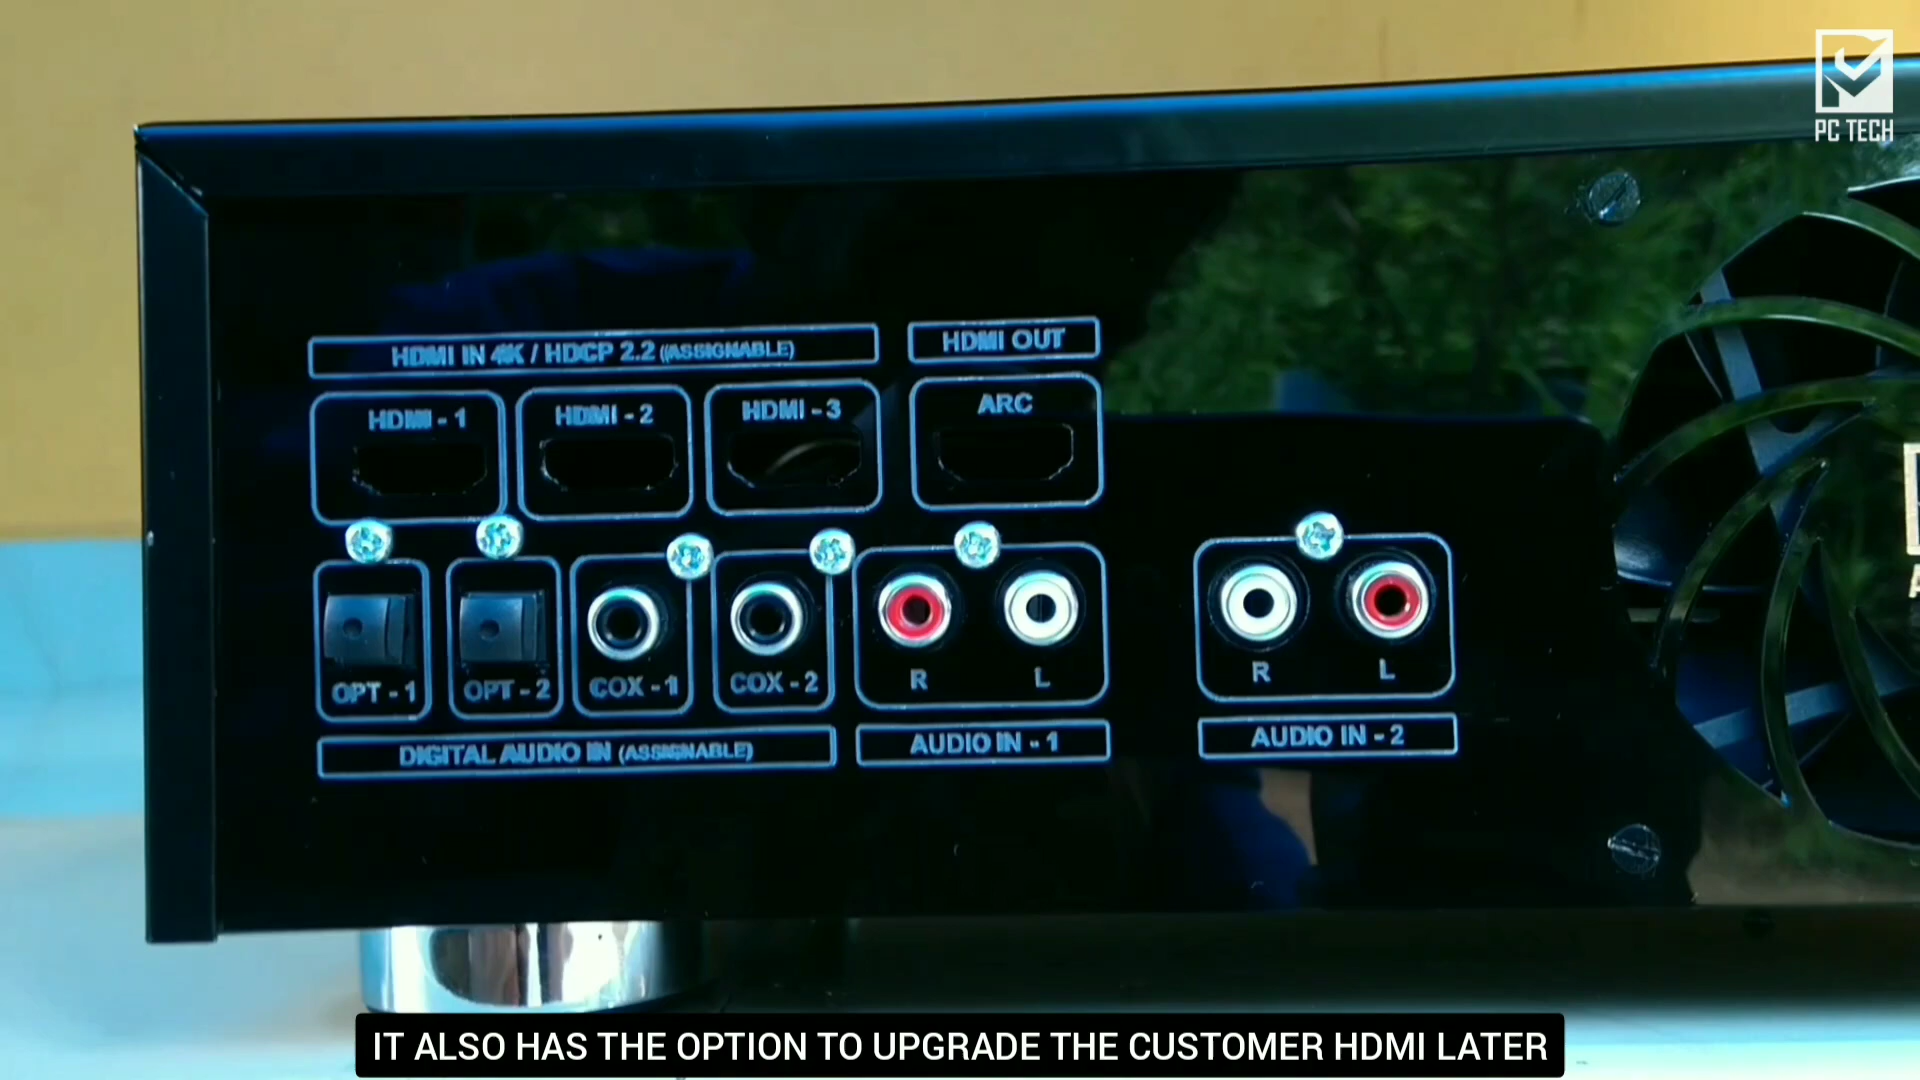 PC TECH
HDMI IN 4K / HDCP 2.2 (ASSIGNABLE)
HDMI OUT
HDMI - 1
HDMI - 2
HDMI - 3
ARC
OPT - 1
OPT - 2
COX - 1
COX - 2
R
L
R
L
DIGITAL AUDIO IN (ASSIGNABLE)
AUDIO IN - 1
AUDIO IN - 2
IT ALSO HAS THE OPTION TO UPGRADE THE CUSTOMER HDMI LATER